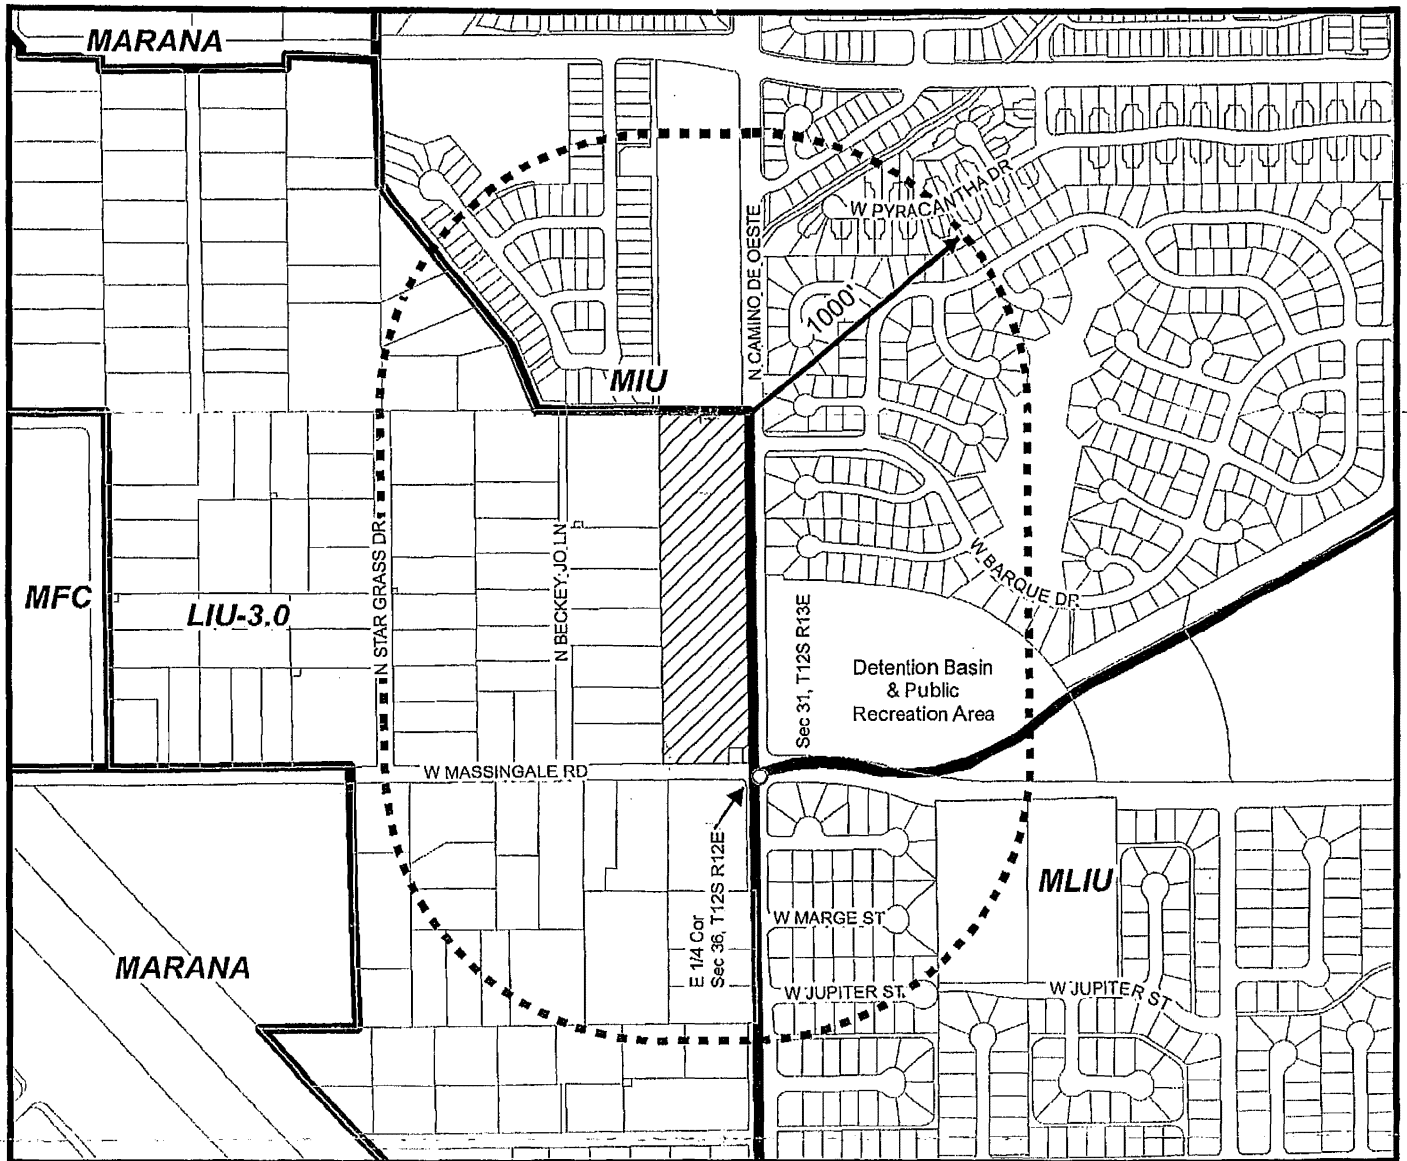 MARANA
W PYRACANTHA DR
N CAMINO DE OESTE
1000'
MIU
N STAR GRASS DR
N BECKEY JO LN
MFC
LIU-3.0
W BARQUE DR
Sec 31, T12S R13E
Detention Basin
& Public
Recreation Area
W MASSINGALE RD
E 1/4 Cor
Sec 36, T12S R12E
MLIU
W MARGE ST
MARANA
W JUPITER ST.
W JUPITER ST